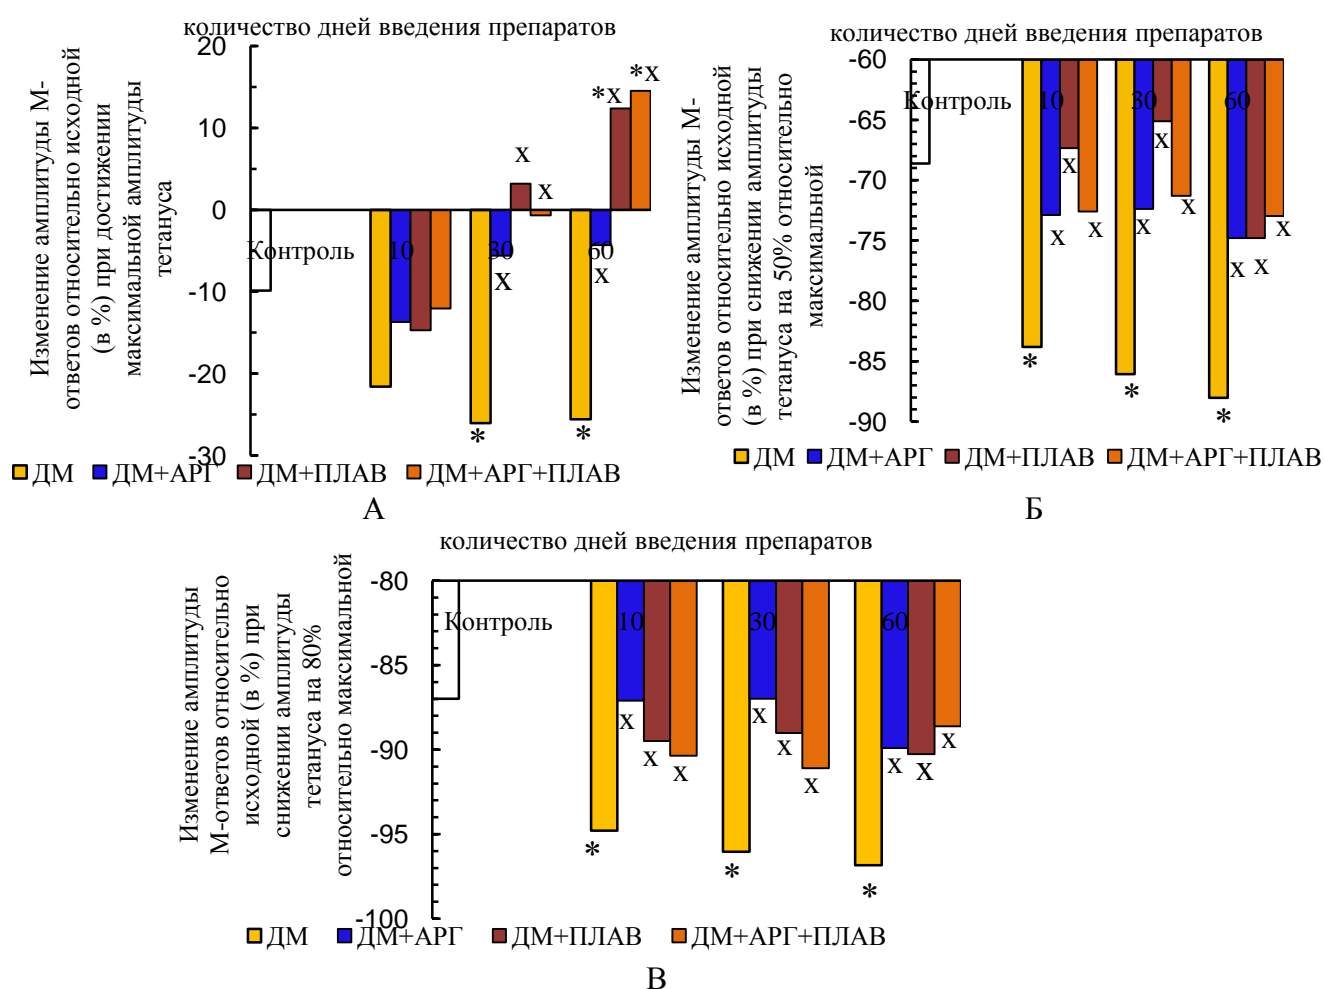 количество дней введения препаратов
Изменение амплитуды М-
ответов относительно исходной
(в %) при достижении
максимальной амплитуды
тетануса
20
10
0
-10
-20
-30
Контроль
10
30
60
*
x
x
x
*
x
*x
*x
ДМ
ДМ+АРГ
ДМ+ПЛАВ
ДМ+АРГ+ПЛАВ
А
количество дней введения препаратов
Изменение амплитуды М-
ответов относительно исходной
(в %) при снижении амплитуды
тетануса на 50% относительно
максимальной
-60
-65
-70
-75
-80
-85
-90
Контроль
10
30
60
*
x
x
x
*
x
x
x
*
x
x
x
ДМ
ДМ+АРГ
ДМ+ПЛАВ
ДМ+АРГ+ПЛАВ
Б
количество дней введения препаратов
Изменение амплитуды
М-ответов относительно
исходной (в %) при
снижении амплитуды
тетануса на 80%
относительно максимальной
-80
-85
-90
-95
-100
Контроль
10
30
60
*
x
x
x
*
x
x
x
*
x
x
x
ДМ
ДМ+АРГ
ДМ+ПЛАВ
ДМ+АРГ+ПЛАВ
В